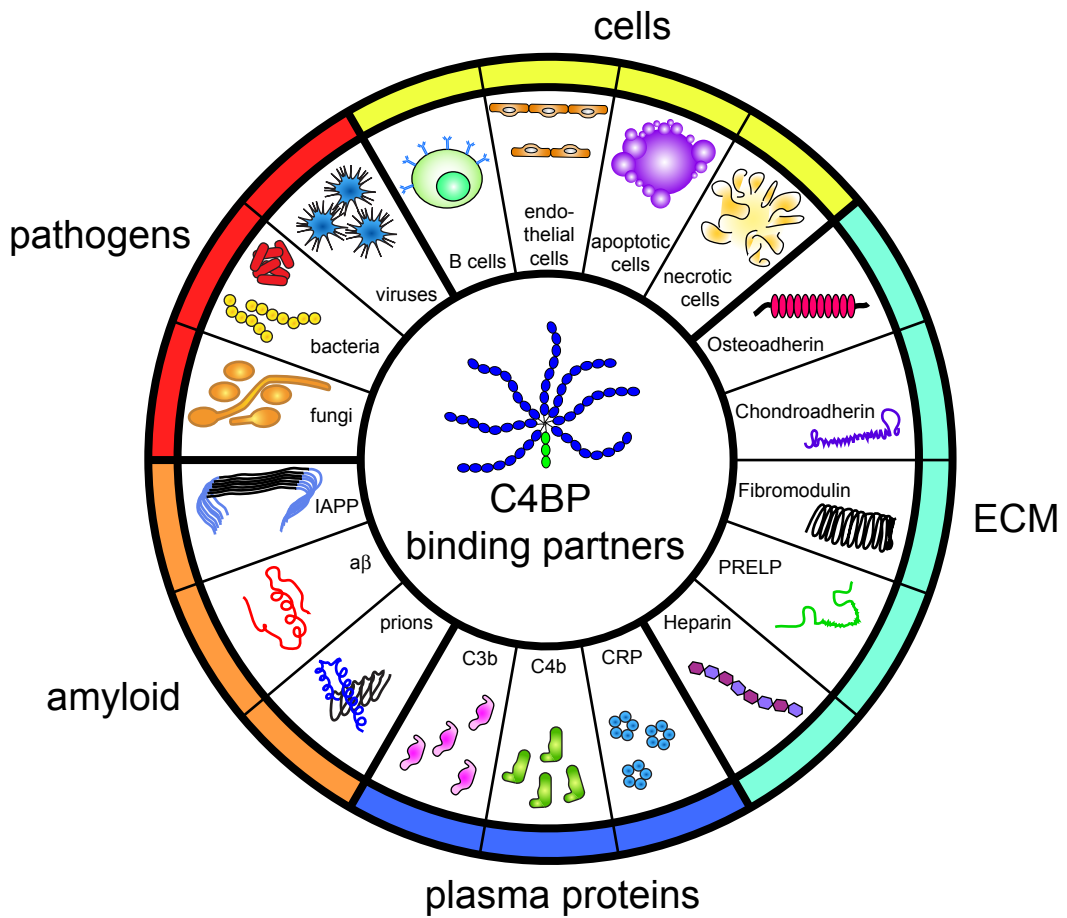 cells
pathogens
ECM
plasma proteins
amyloid
B cells
endo-
thelial
cells
apoptotic
cells
necrotic
cells
Osteoadherin
Chondroadherin
Fibromodulin
PRELP
Heparin
CRP
C4b
C3b
prions
aβ
IAPP
fungi
bacteria
viruses
C4BP
binding partners